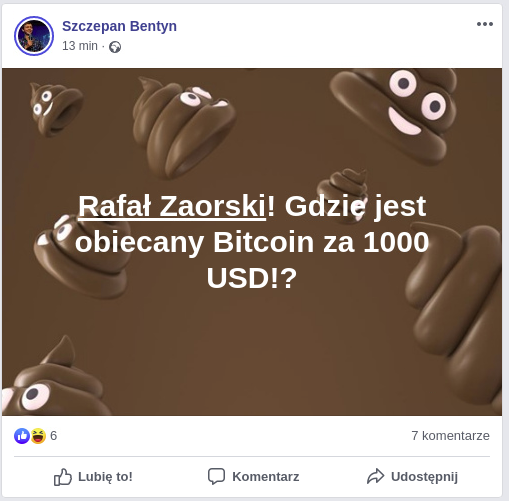 Szczepan Bentyn
13 min ·
Rafał Zaorski! Gdzie jest
obiecany Bitcoin za 1000
USD!?
6
7 komentarze
Lubię to!
Komentarz
Udostępnij